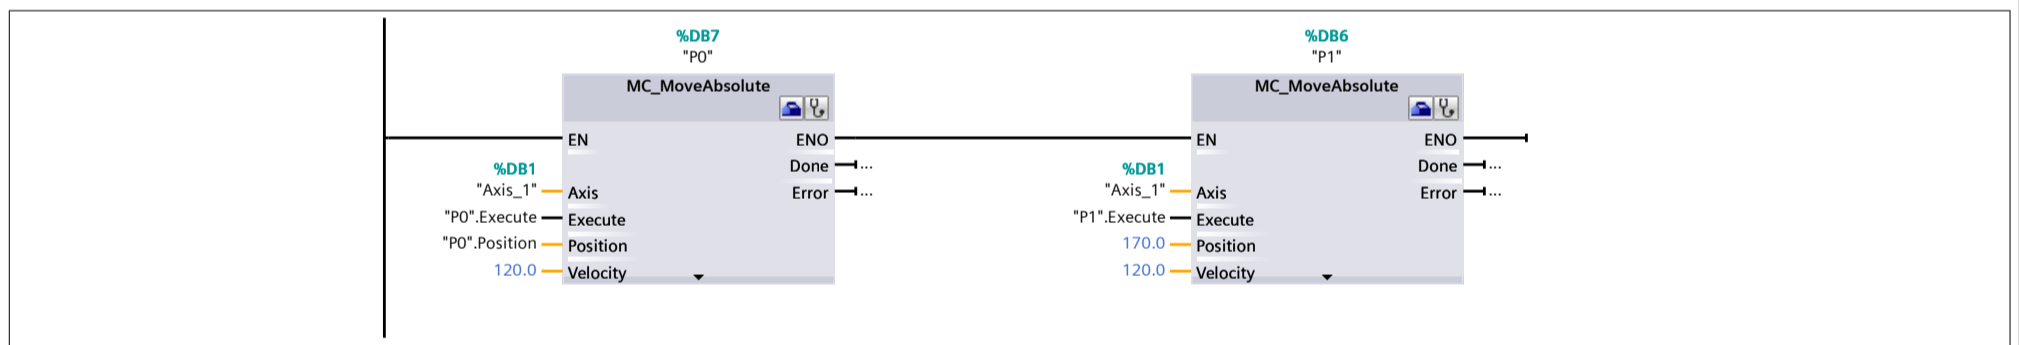 %DB7
"P0"
MC_MoveAbsolute
EN
ENO
Done
...
%DB1
"Axis_1"
Axis
Error
...
"P0".Execute
Execute
"P0".Position
Position
120.0
Velocity
%DB6
"P1"
MC_MoveAbsolute
EN
ENO
Done
...
%DB1
"Axis_1"
Axis
Error
...
"P1".Execute
Execute
170.0
Position
120.0
Velocity